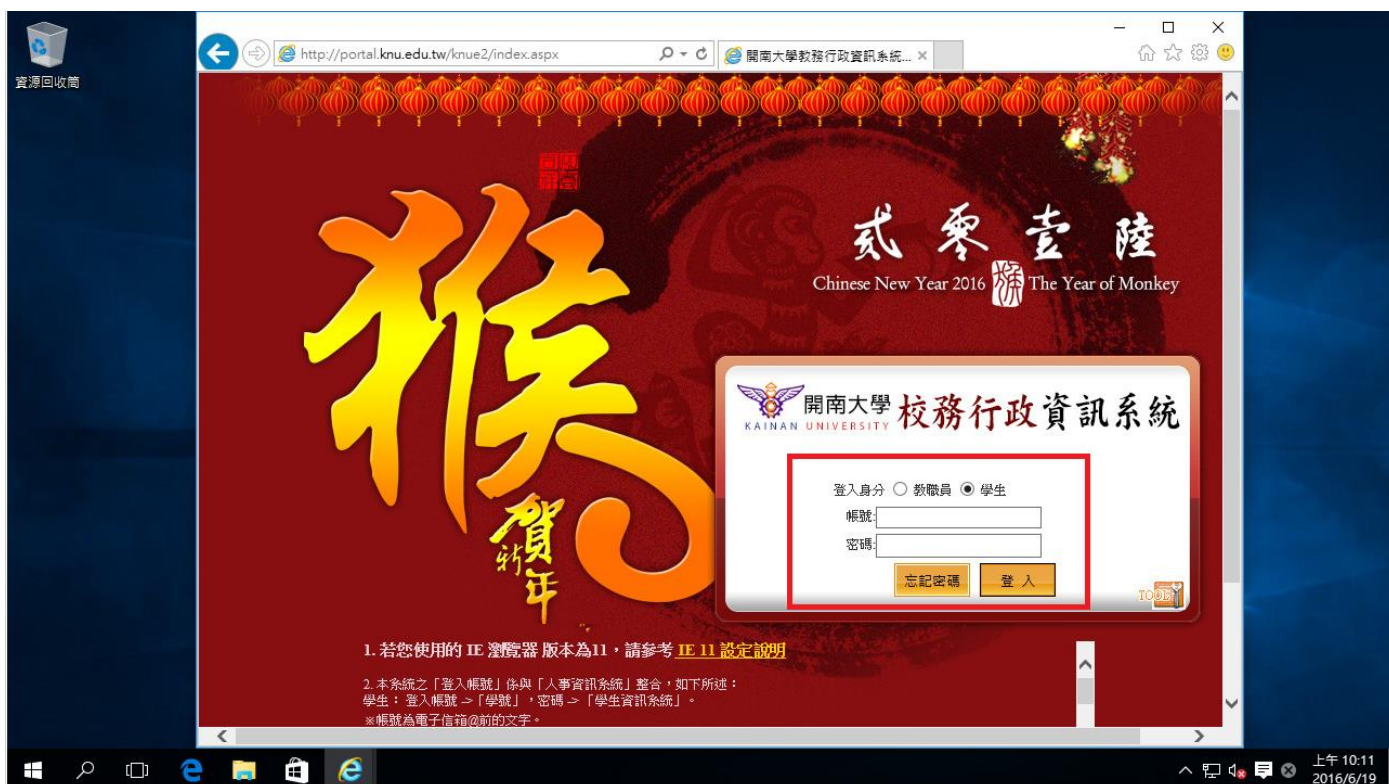 資源回收筒
http://portal.knu.edu.tw/knue2/index.aspx
開南大學教務行政資訊系統...
猴
賀
新
年
貳零壹陸
Chinese New Year 2016 猴 The Year of Monkey
開南大學
KAINAN UNIVERSITY
校務行政資訊系統
登入身分 教職員 學生
帳號:
密碼:
忘記密碼 登 入
TOOL
1. 若您使用的 IE 瀏覽器 版本為11，請參考 IE 11 設定說明
2. 本系統之「登入帳號」係與「人事資訊系統」整合，如下所述：
學生： 登入帳號 -> 「學號」，密碼 -> 「學生資訊系統」。
※帳號為電子信箱@前的文字。
上午 10:11
2016/6/19